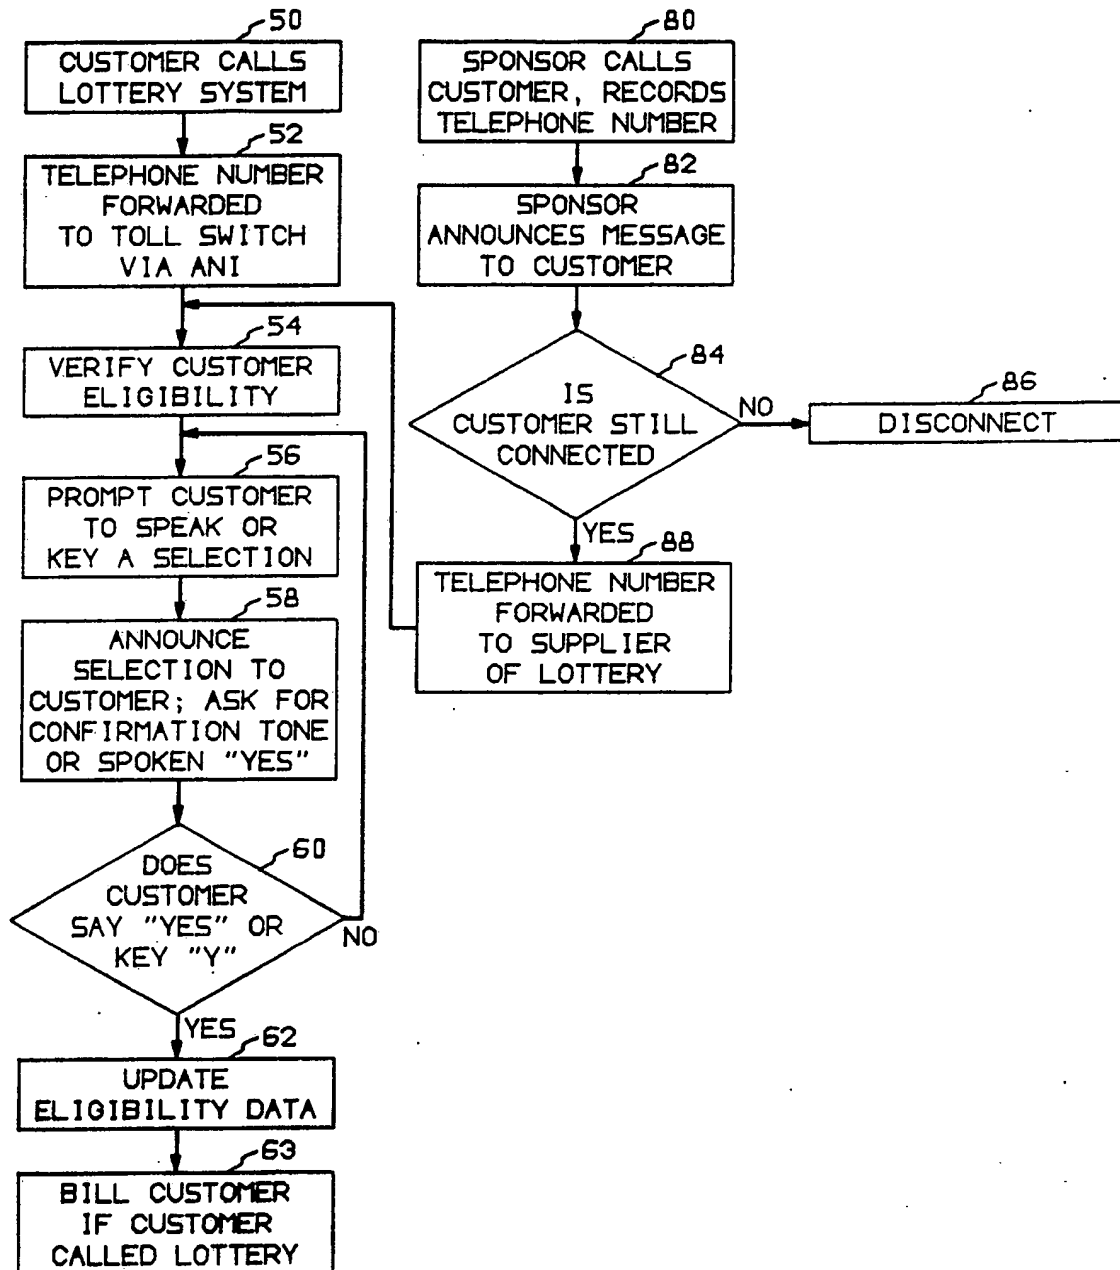 50
CUSTOMER CALLS
LOTTERY SYSTEM
52
TELEPHONE NUMBER
FORWARDED
TO TOLL SWITCH
VIA ANI
54
VERIFY CUSTOMER
ELIGIBILITY
56
PROMPT CUSTOMER
TO SPEAK OR
KEY A SELECTION
58
ANNOUNCE
SELECTION TO
CUSTOMER; ASK FOR
CONFIRMATION TONE
OR SPOKEN "YES"
60
DOES
CUSTOMER
SAY "YES" OR
KEY "Y"
NO
YES
62
UPDATE
ELIGIBILITY DATA
63
BILL CUSTOMER
IF CUSTOMER
CALLED LOTTERY
80
SPONSOR CALLS
CUSTOMER, RECORDS
TELEPHONE NUMBER
82
SPONSOR
ANNOUNCES MESSAGE
TO CUSTOMER
84
IS
CUSTOMER STILL
CONNECTED
NO
86
DISCONNECT
YES
88
TELEPHONE NUMBER
FORWARDED
TO SUPPLIER
OF LOTTERY